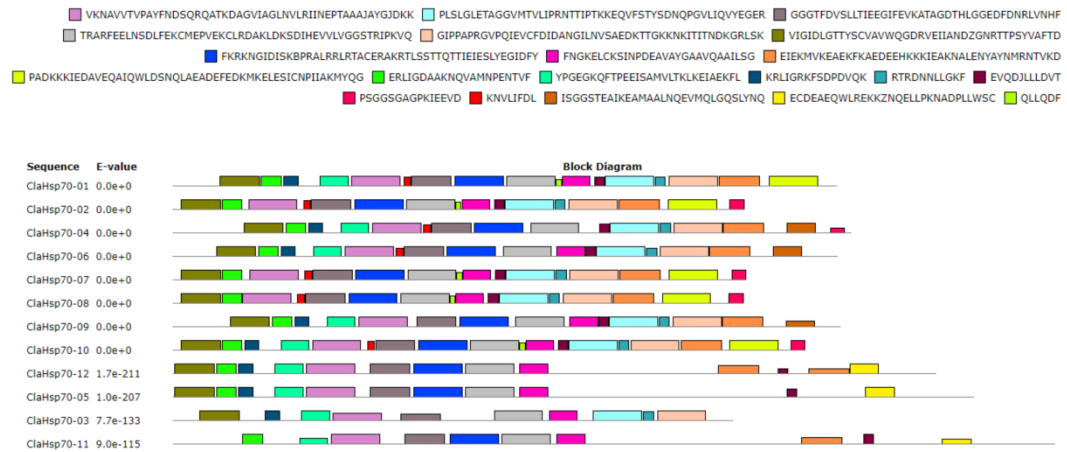 VKNAVVTVPAYFNDSQRQATKDAGVIAGLNVLRIINEPTAAAJAYGJDKK PLSLGLETAGGVMTVLIPRNTTIPTKKEQVFSTYSDNQPGVLIQVYEGER GGGTFDVSLLTIEEGIFEVKATAGDTHLGGEDFDNRLVNHF
TRARFEELNSDLFEKCMEPVEKCLRDAKLDKSDIHEVVLVGGSTRIPKVQ GIPPAPRGVPQIEVCFDIDANGILNVSAEDKTTGKKNKITITNDKGRLSK VIGIDLGTTYSCVAVWQGDRVEIIANDZGNRTTPSYVAFTD
FKRKNGIDISKBPRALRRLRTACERAKRTLSSTTQTTIEIESLYEGIDFY FNGKELCKSINPDEAVAYGAAVQAAILSG EIEKMVKEAEKFKAEDEEHKKKIEAKNALENYAYNMRNTVKD
PADKKKIEDAVEQAIQWLDSNQLAEADEFEDKMKELESICNPIIAKMYQG ERLIGDAAKNQVAMNPENTVF YPGEGKQFTPEEISAMVLTKLKEIAEKFL KRLIGRKFSDPDVQK RTRDNNLLGKF EVQDJLLLDVT
PSGGSGAGPKIEEVD KNVLIFDL ISGGSTEAIKEAMAALNQEVMQLGQSLYNQ ECDEAEQWLREKKZNQELLPKNADPLLWSC QLLQDF
Sequence E-value Block Diagram
ClaHsp70-01 0.0e+0
ClaHsp70-02 0.0e+0
ClaHsp70-04 0.0e+0
ClaHsp70-06 0.0e+0
ClaHsp70-07 0.0e+0
ClaHsp70-08 0.0e+0
ClaHsp70-09 0.0e+0
ClaHsp70-10 0.0e+0
ClaHsp70-12 1.7e-211
ClaHsp70-05 1.0e-207
ClaHsp70-03 7.7e-133
ClaHsp70-11 9.0e-115